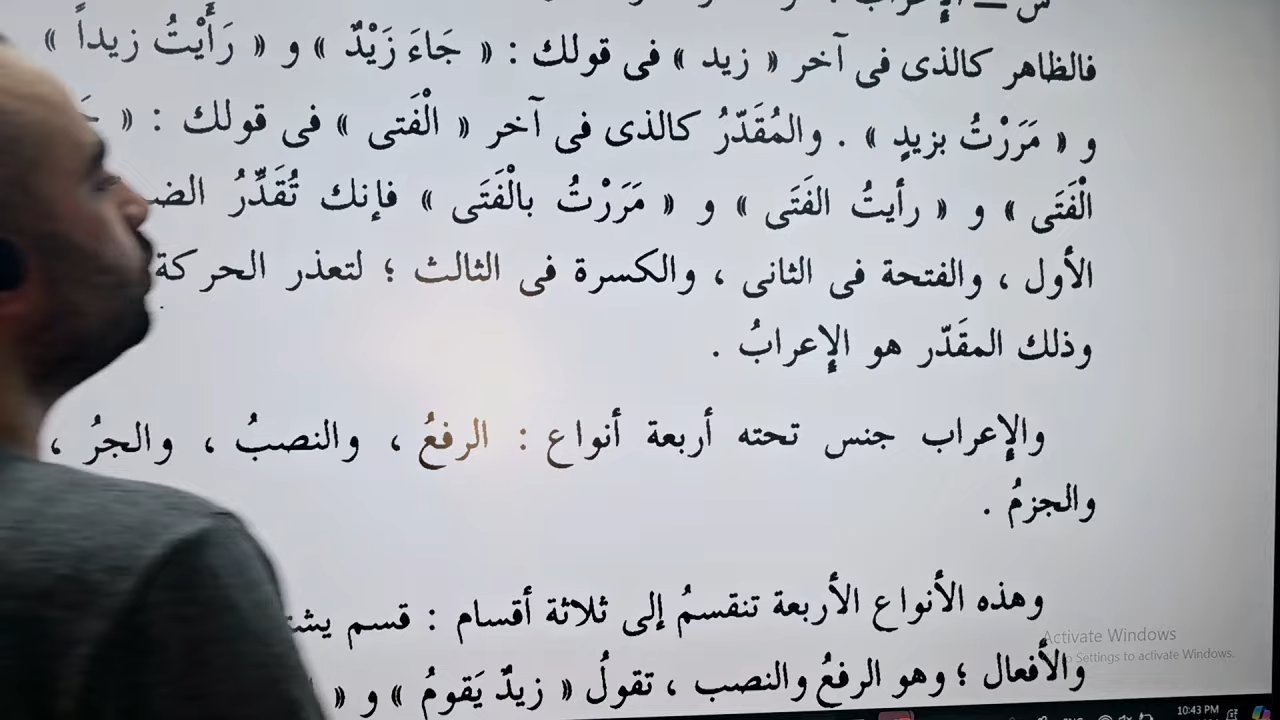 فالظاهر كالذى فى آخر « زيد » فى قولك : « جَاءَ زَيْدٌ » و « رَأَيْتُ زيداً »
و « مَرَرْتُ بزيدٍ » . والمُقَدّرُ كالذى فى آخر « الْفَتى » فى قولك : «
الْفَتَى » و « رأيتُ الفَتَى » و « مَرَرْتُ بالْفَتَى » فإنك تُقَدِّرُ
الأول ، والفتحة فى الثانى ، والكسرة فى الثالث ؛ لتعذر الحركة
وذلك المقَدّر هو الإعرابُ .
والإعراب جنس تحته أربعة أنواع : الرفعُ ، والنصبُ ، والجرُ ،
والجزمُ .
وهذه الأنواع الأربعة تنقسمُ إلى ثلاثة أقسام : قسم
والأفعال ؛ وهو الرفعُ والنصب ، تقولُ « زيدٌ يَقومُ » و «
Activate Windows
Settings to activate Windows.
10:43 PM